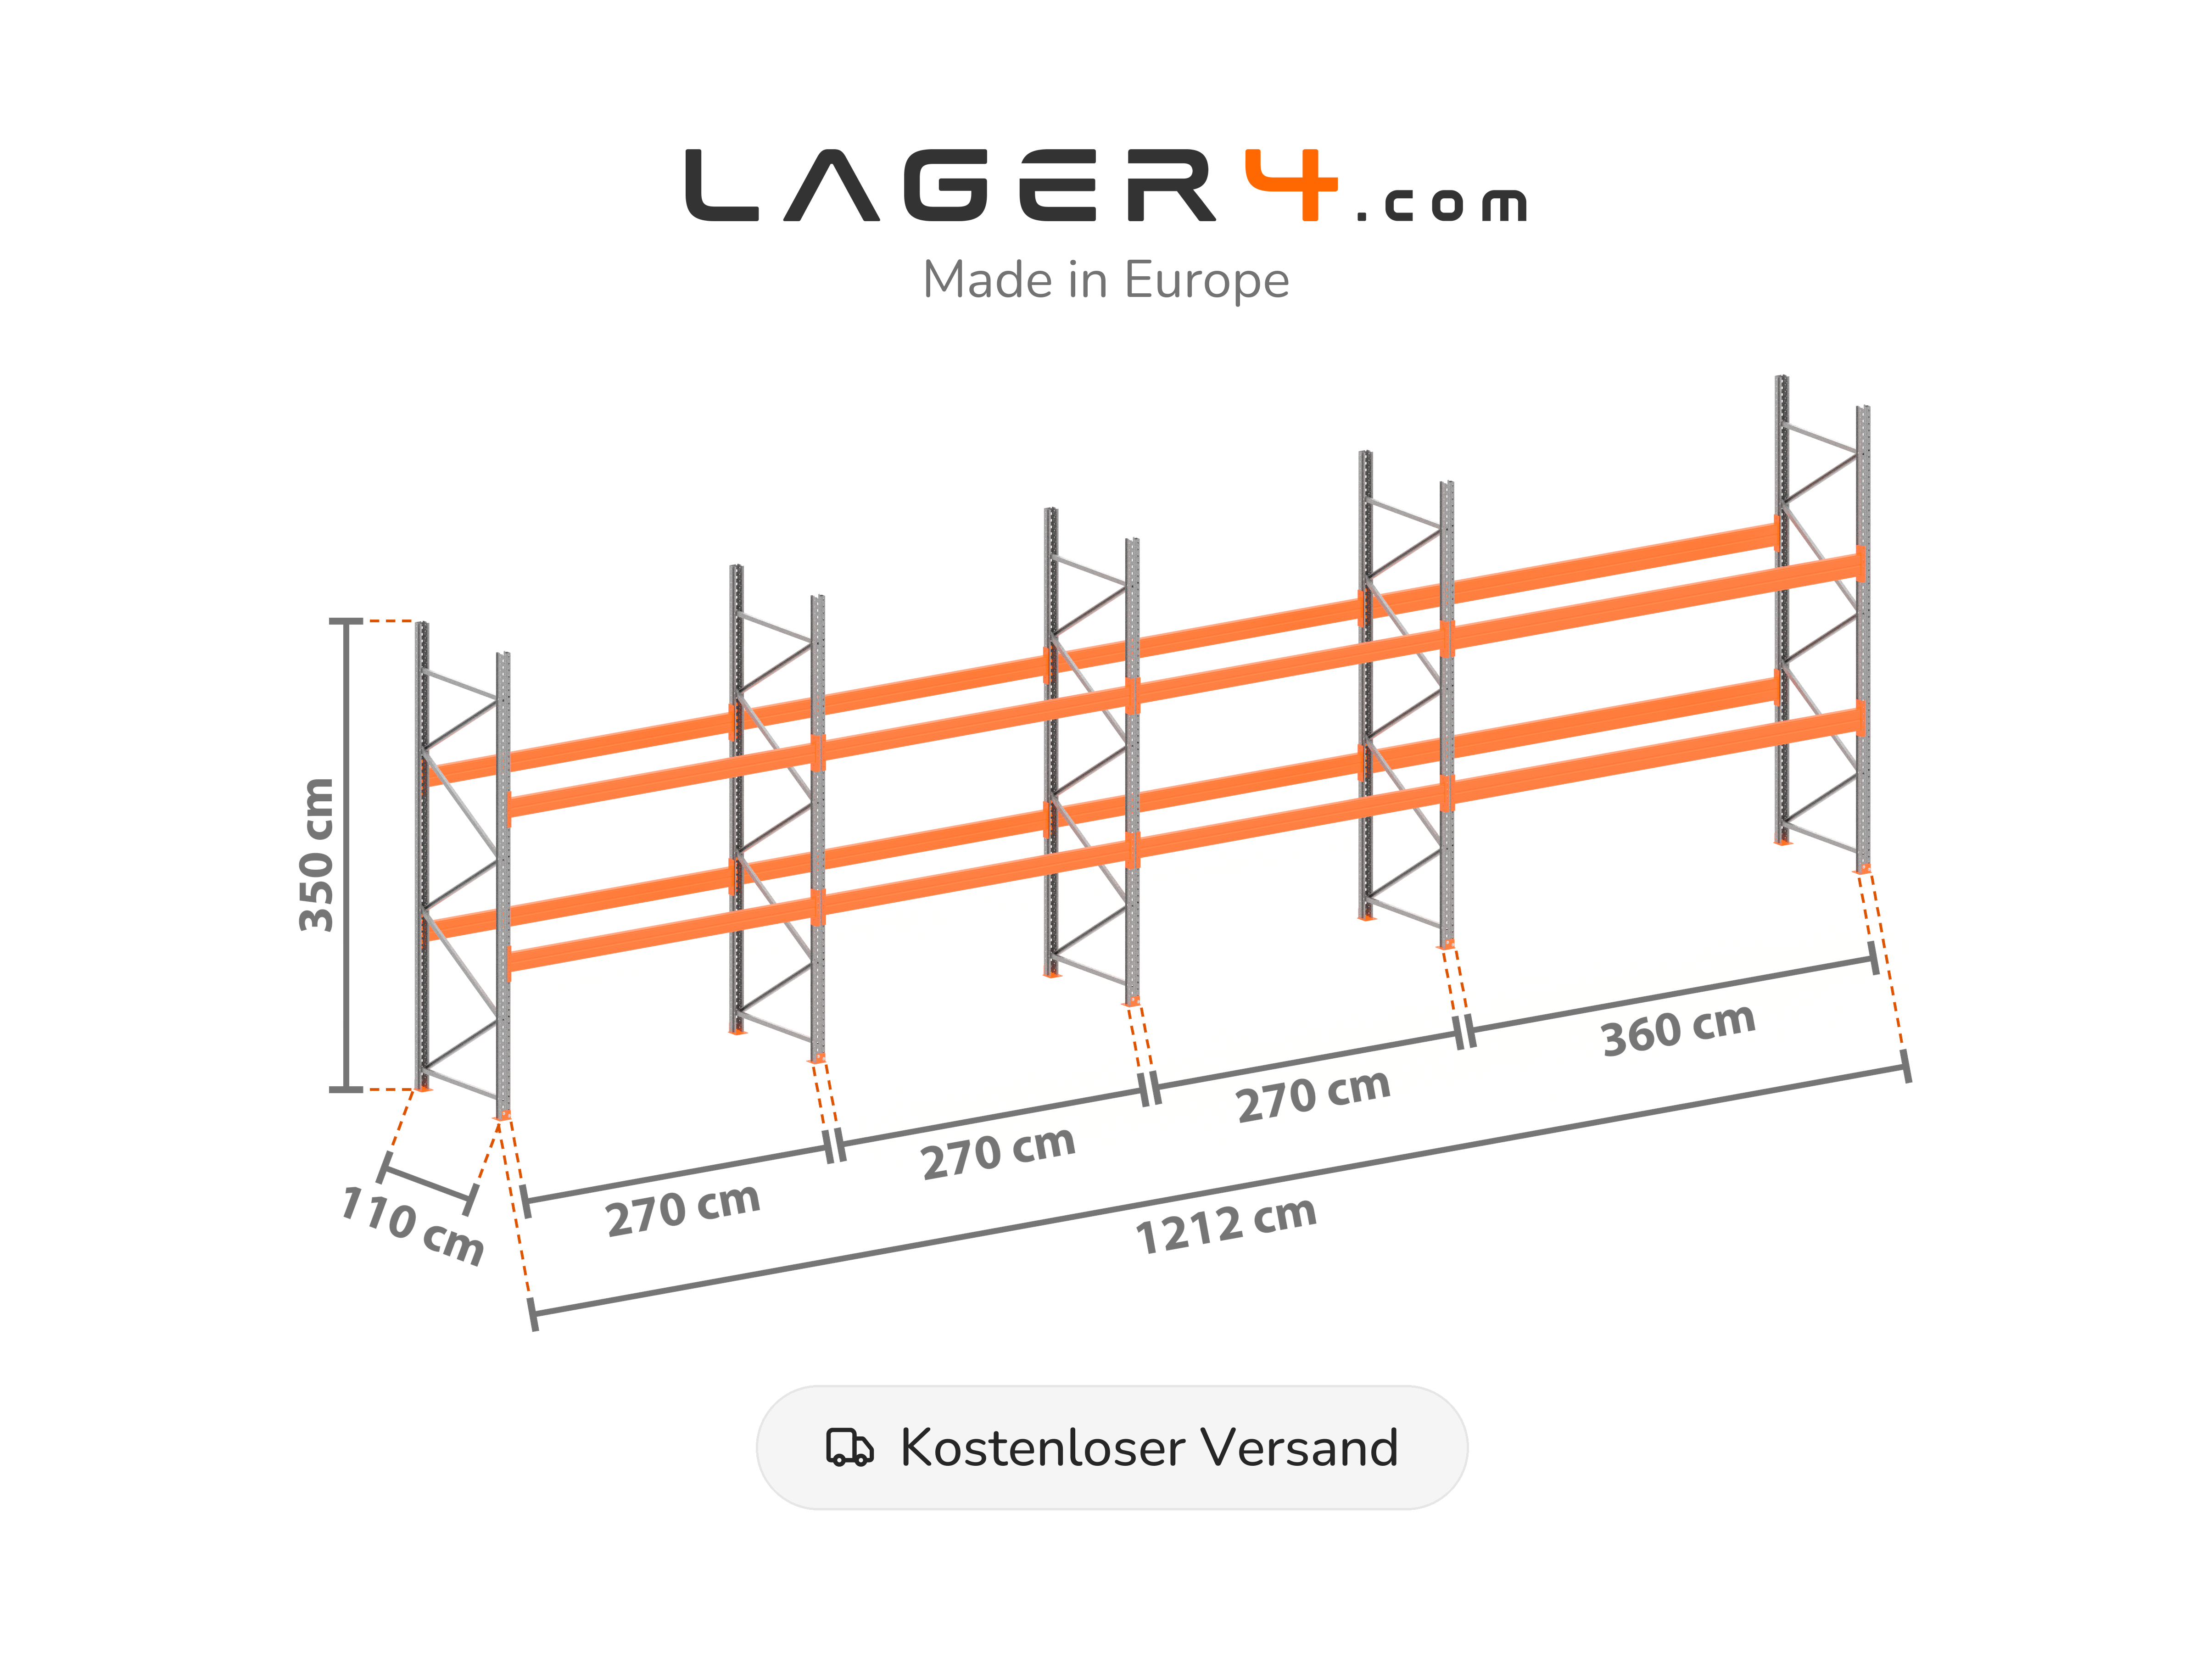 LAGER4.com
Made in Europe
350 cm
110 cm
270 cm
270 cm
270 cm
360 cm
1212 cm
Kostenloser Versand